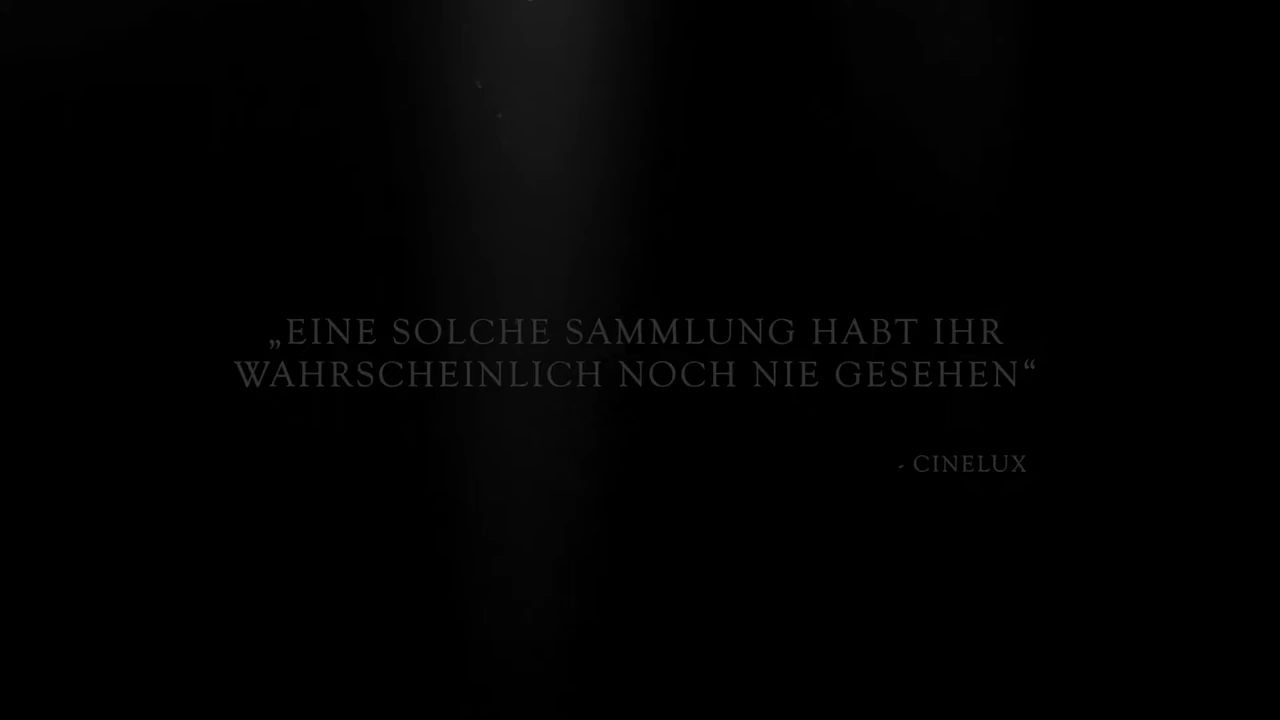 „EINE SOLCHE SAMMLUNG HABT IHR
WAHRSCHEINLICH NOCH NIE GESEHEN“
- CINELUX